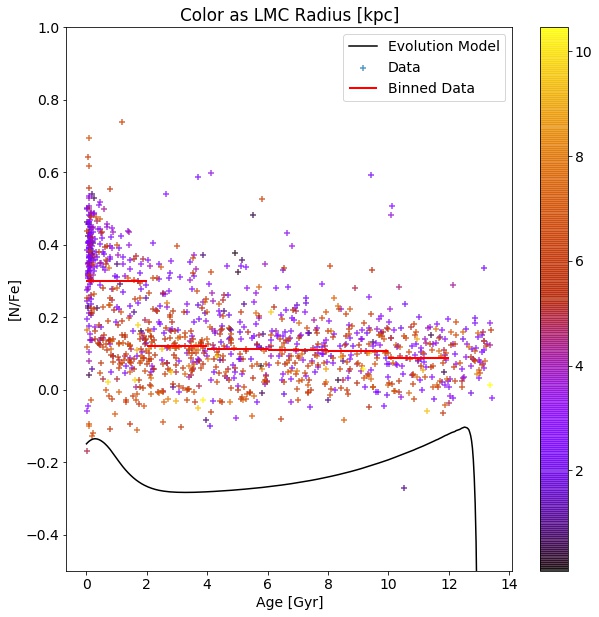 Color as LMC Radius [kpc]
Evolution Model
Data
Binned Data
[N/Fe]
1.0
0.8
0.6
0.4
0.2
0.0
−0.2
−0.4
0 2 4 6 8 10 12 14
Age [Gyr]
10
8
6
4
2